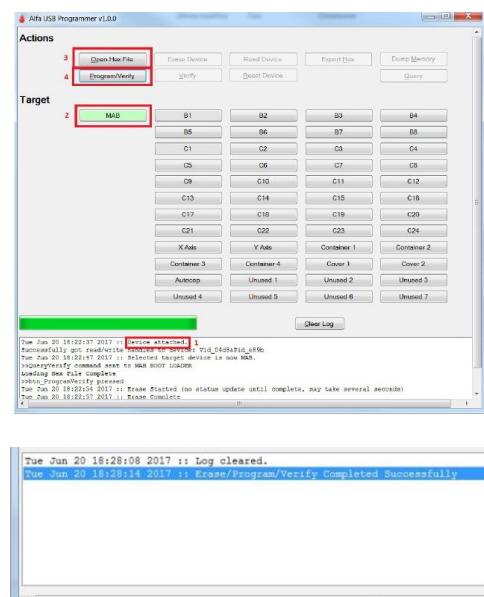 Alfa USB Programmer v1.0.0
Actions
3 Open Hex File Erase Device Read Device Export Hex Dump Memory
4 Program/Verify Verify Reset Device Query
Target
2 MAB B1 B2 B3 B4
B5 B6 B7 B8
C1 C2 C3 C4
C5 C6 C7 C8
C9 C10 C11 C12
C13 C14 C15 C16
C17 C18 C19 C20
C21 C22 C23 C24
X Axis Y Axis Container 1 Container 2
Container 3 Container 4 Cover 1 Cover 2
Autocap Unused 1 Unused 2 Unused 3
Unused 4 Unused 5 Unused 6 Unused 7
Clear Log
Tue Jun 20 18:22:37 2017 :: Device attached. 1
Successfully got read/write handles to device: Vid_04d8&Pid_e89b
Tue Jun 20 18:22:47 2017 :: Selected target device is now MAB.
>>QueryVerify command sent to MAB BOOT LOADER
Loading Hex File Complete
>>btn_ProgramVerify pressed
Tue Jun 20 18:22:54 2017 :: Erase Started (no status update until complete, may take several seconds)
Tue Jun 20 18:22:57 2017 :: Erase Complete
Tue Jun 20 18:28:08 2017 :: Log cleared.
Tue Jun 20 18:28:14 2017 :: Erase/Program/Verify Completed Successfully